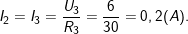 I₂ = I₃ = U₃/R₃ = 6/30 = 0,2(A).